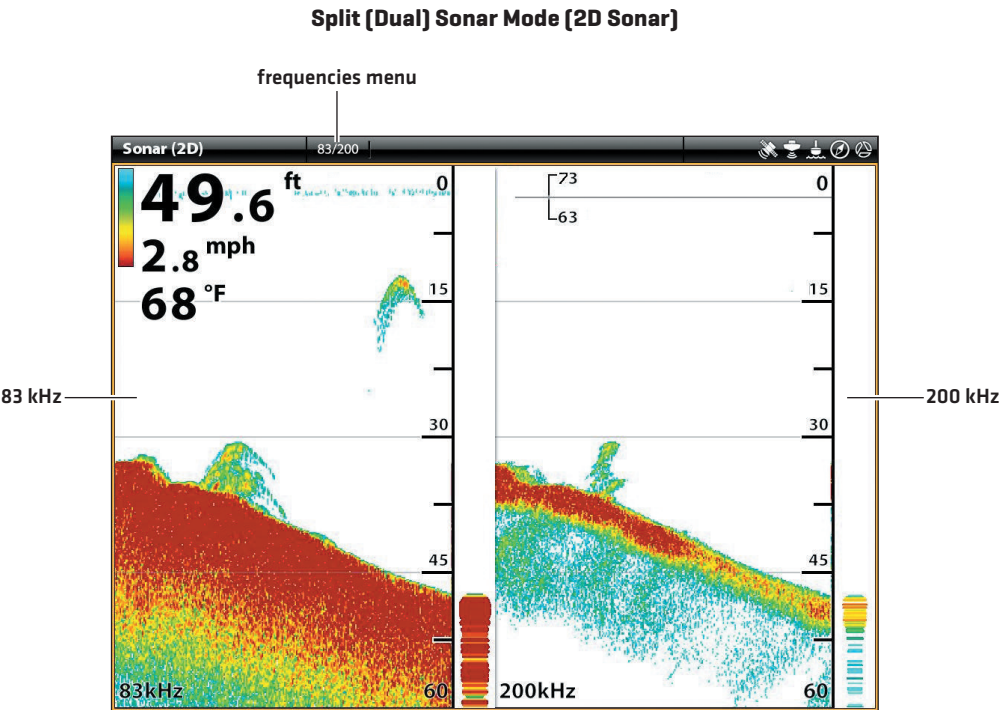 Split (Dual) Sonar Mode (2D Sonar)
frequencies menu
Sonar (2D)
83/200
49.6 ft
2.8 mph
68 °F
0
15
30
45
60
83kHz
73
63
0
15
30
45
60
200kHz
83 kHz
200 kHz